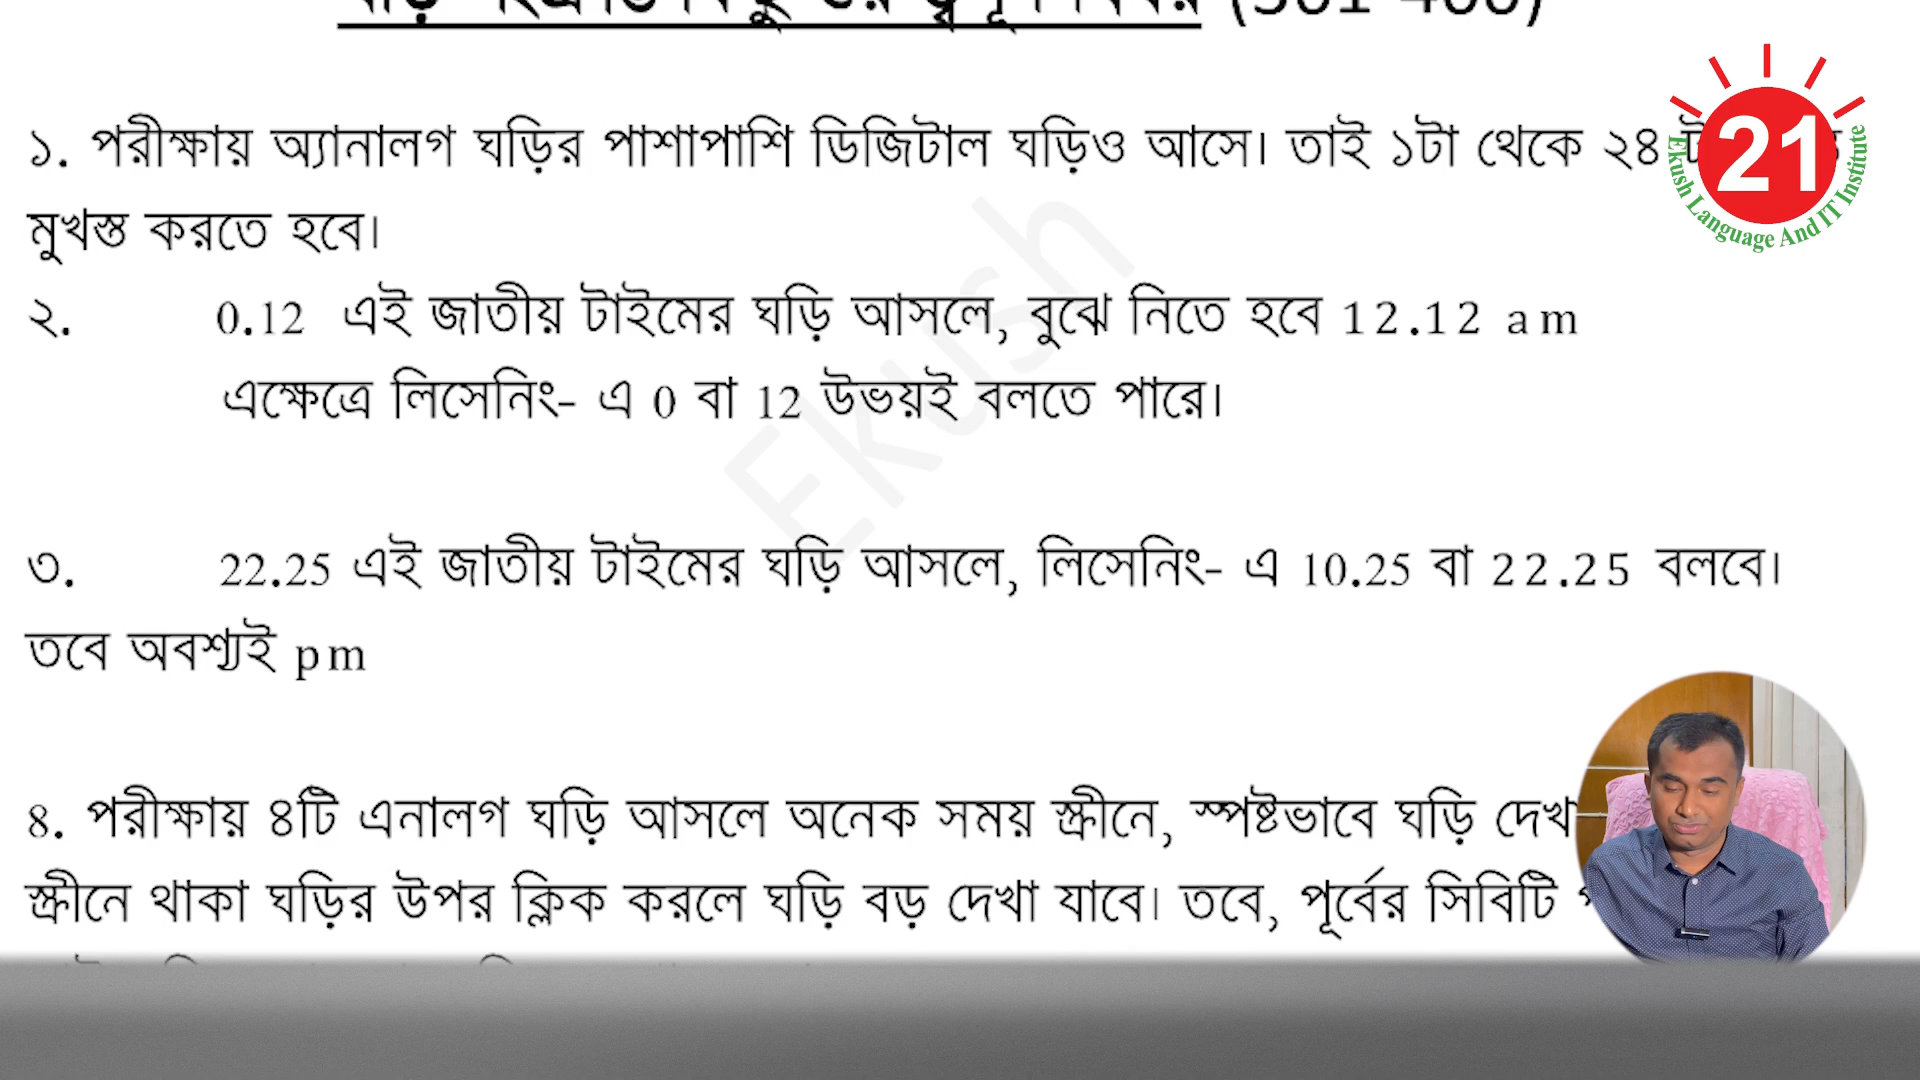 (301-400)
১. পরীক্ষায় অ্যানালগ ঘড়ির পাশাপাশি ডিজিটাল ঘড়িও আসে। তাই ১টা থেকে ২৪
মুখস্ত করতে হবে।
২. 0.12 এই জাতীয় টাইমের ঘড়ি আসলে, বুঝে নিতে হবে 12.12 am
এক্ষেত্রে লিসেনিং- এ 0 বা 12 উভয়ই বলতে পারে।
৩. 22.25 এই জাতীয় টাইমের ঘড়ি আসলে, লিসেনিং- এ 10.25 বা 22.25 বলবে।
তবে অবশ্যই pm
৪. পরীক্ষায় ৪টি এনালগ ঘড়ি আসলে অনেক সময় স্ক্রীনে, স্পষ্টভাবে ঘড়ি দেখ
স্ক্রীনে থাকা ঘড়ির উপর ক্লিক করলে ঘড়ি বড় দেখা যাবে। তবে, পূর্বের সিবিটি
21
Ekush Language And IT Institute
Ekush